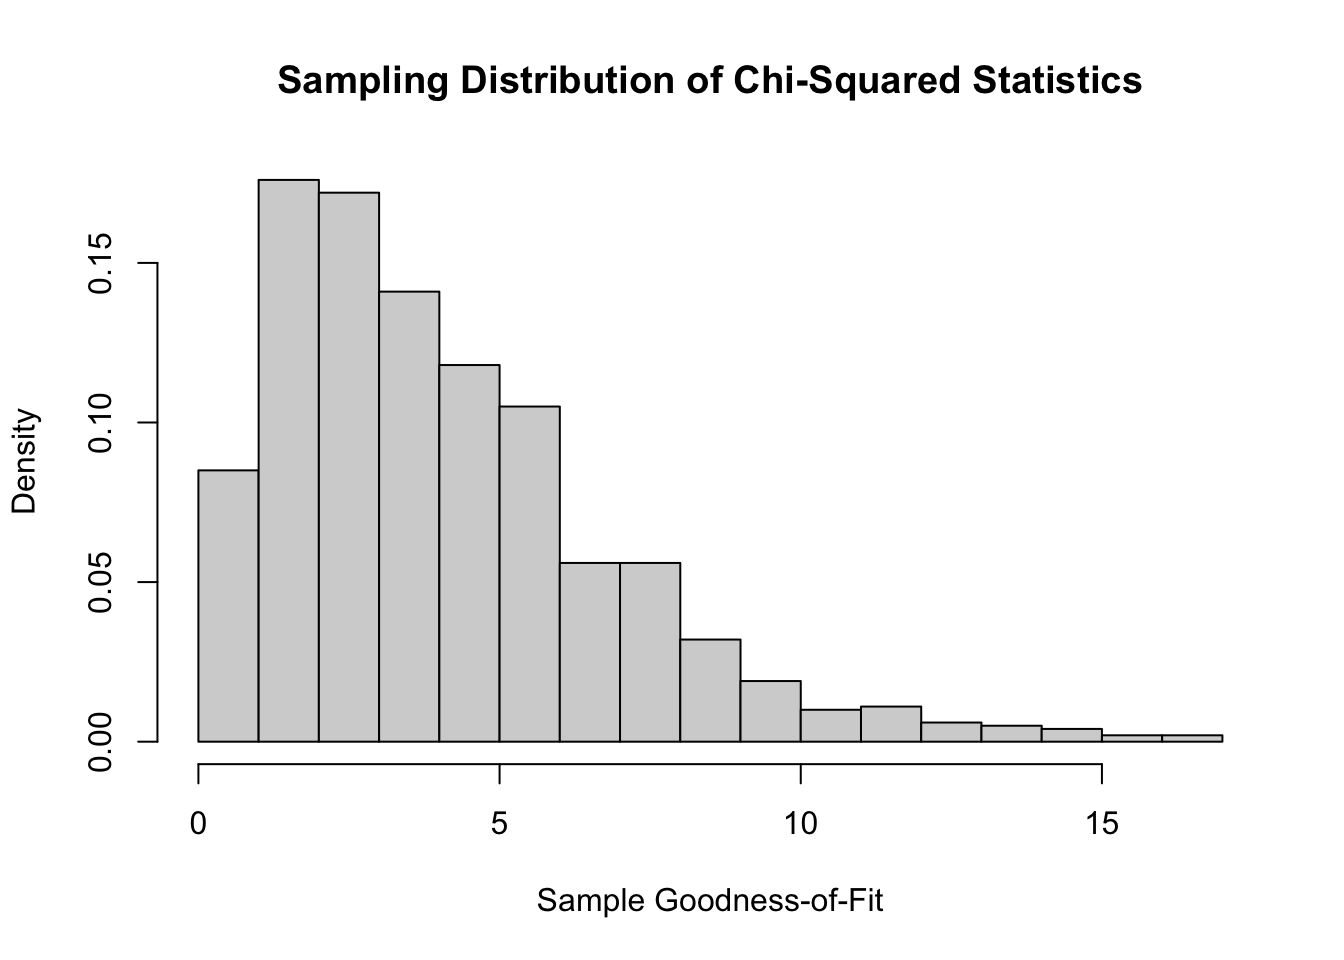 Sampling Distribution of Chi-Squared Statistics
Density
0.15
0.10
0.05
0.00
0 5 10 15
Sample Goodness-of-Fit